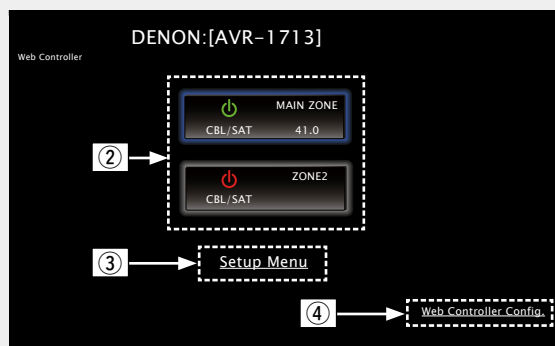 DENON:[AVR-1713]
Web Controller
MAIN ZONE
CBL/SAT 41.0
② 
ZONE2
CBL/SAT
③ Setup Menu
④ Web Controller Config.